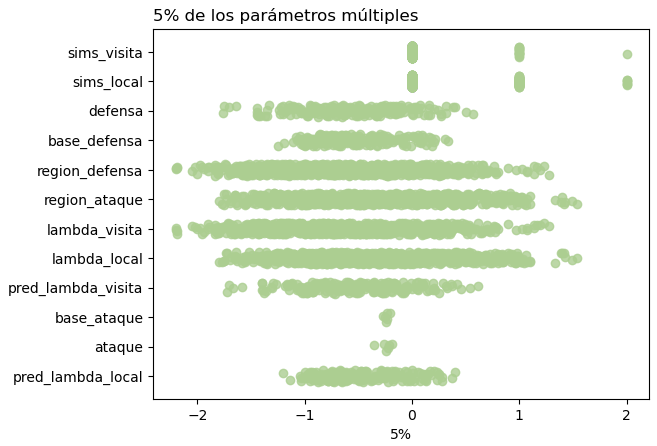 5% de los parámetros múltiples
sims_visita
sims_local
defensa
base_defensa
region_defensa
region_ataque
lambda_visita
lambda_local
pred_lambda_visita
base_ataque
ataque
pred_lambda_local
−2 −1 0 1 2
5%